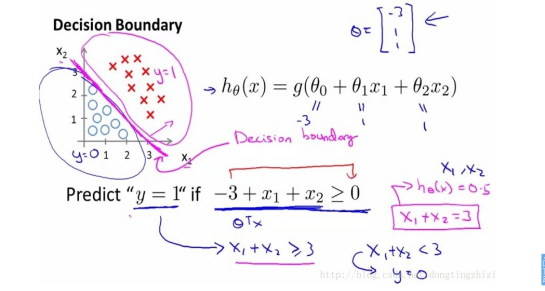 Decision Boundary
θ = [-3 1 1]
x₂
3
2
1
y=1
y=0
1 2 3 x₁
→ hθ(x) = g(θ₀ + θ₁x₁ + θ₂x₂)
-3 1 1
Decision boundary
x₁, x₂
hθ(x) = 0.5
x₁ + x₂ = 3
Predict "y = 1" if -3 + x₁ + x₂ ≥ 0
θᵀx
x₁ + x₂ ≥ 3
x₁ + x₂ < 3
y = 0